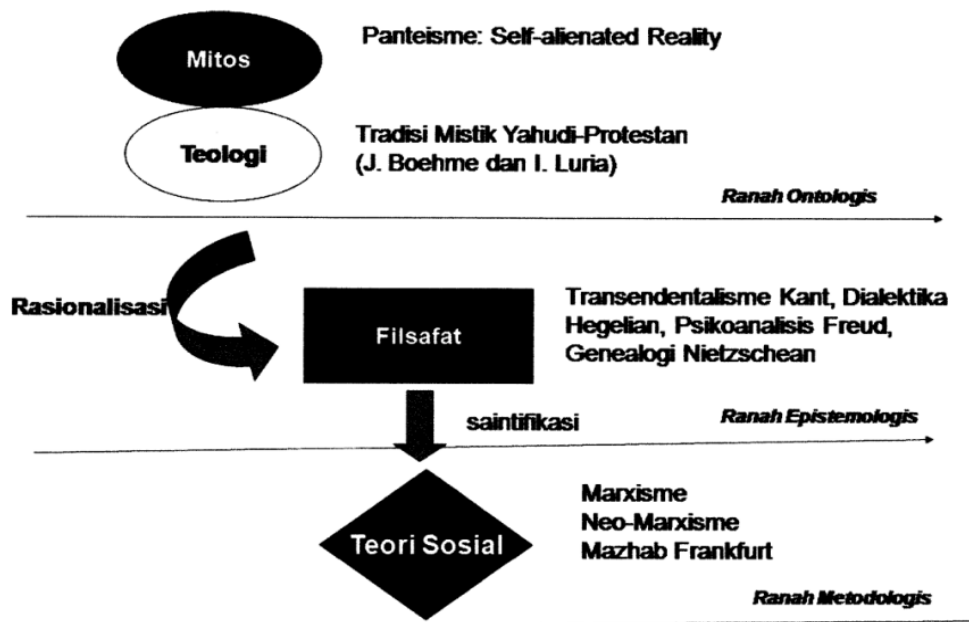 Mitos
Panteisme: Self-alienated Reality
Teologi
Tradisi Mistik Yahudi-Protestan
(J. Boehme dan I. Luria)
Ranah Ontologis
Rasionalisasi
Filsafat
Transendentalisme Kant, Dialektika
Hegelian, Psikoanalisis Freud,
Genealogi Nietzschean
saintifikasi
Ranah Epistemologis
Teori Sosial
Marxisme
Neo-Marxisme
Mazhab Frankfurt
Ranah Metodologis